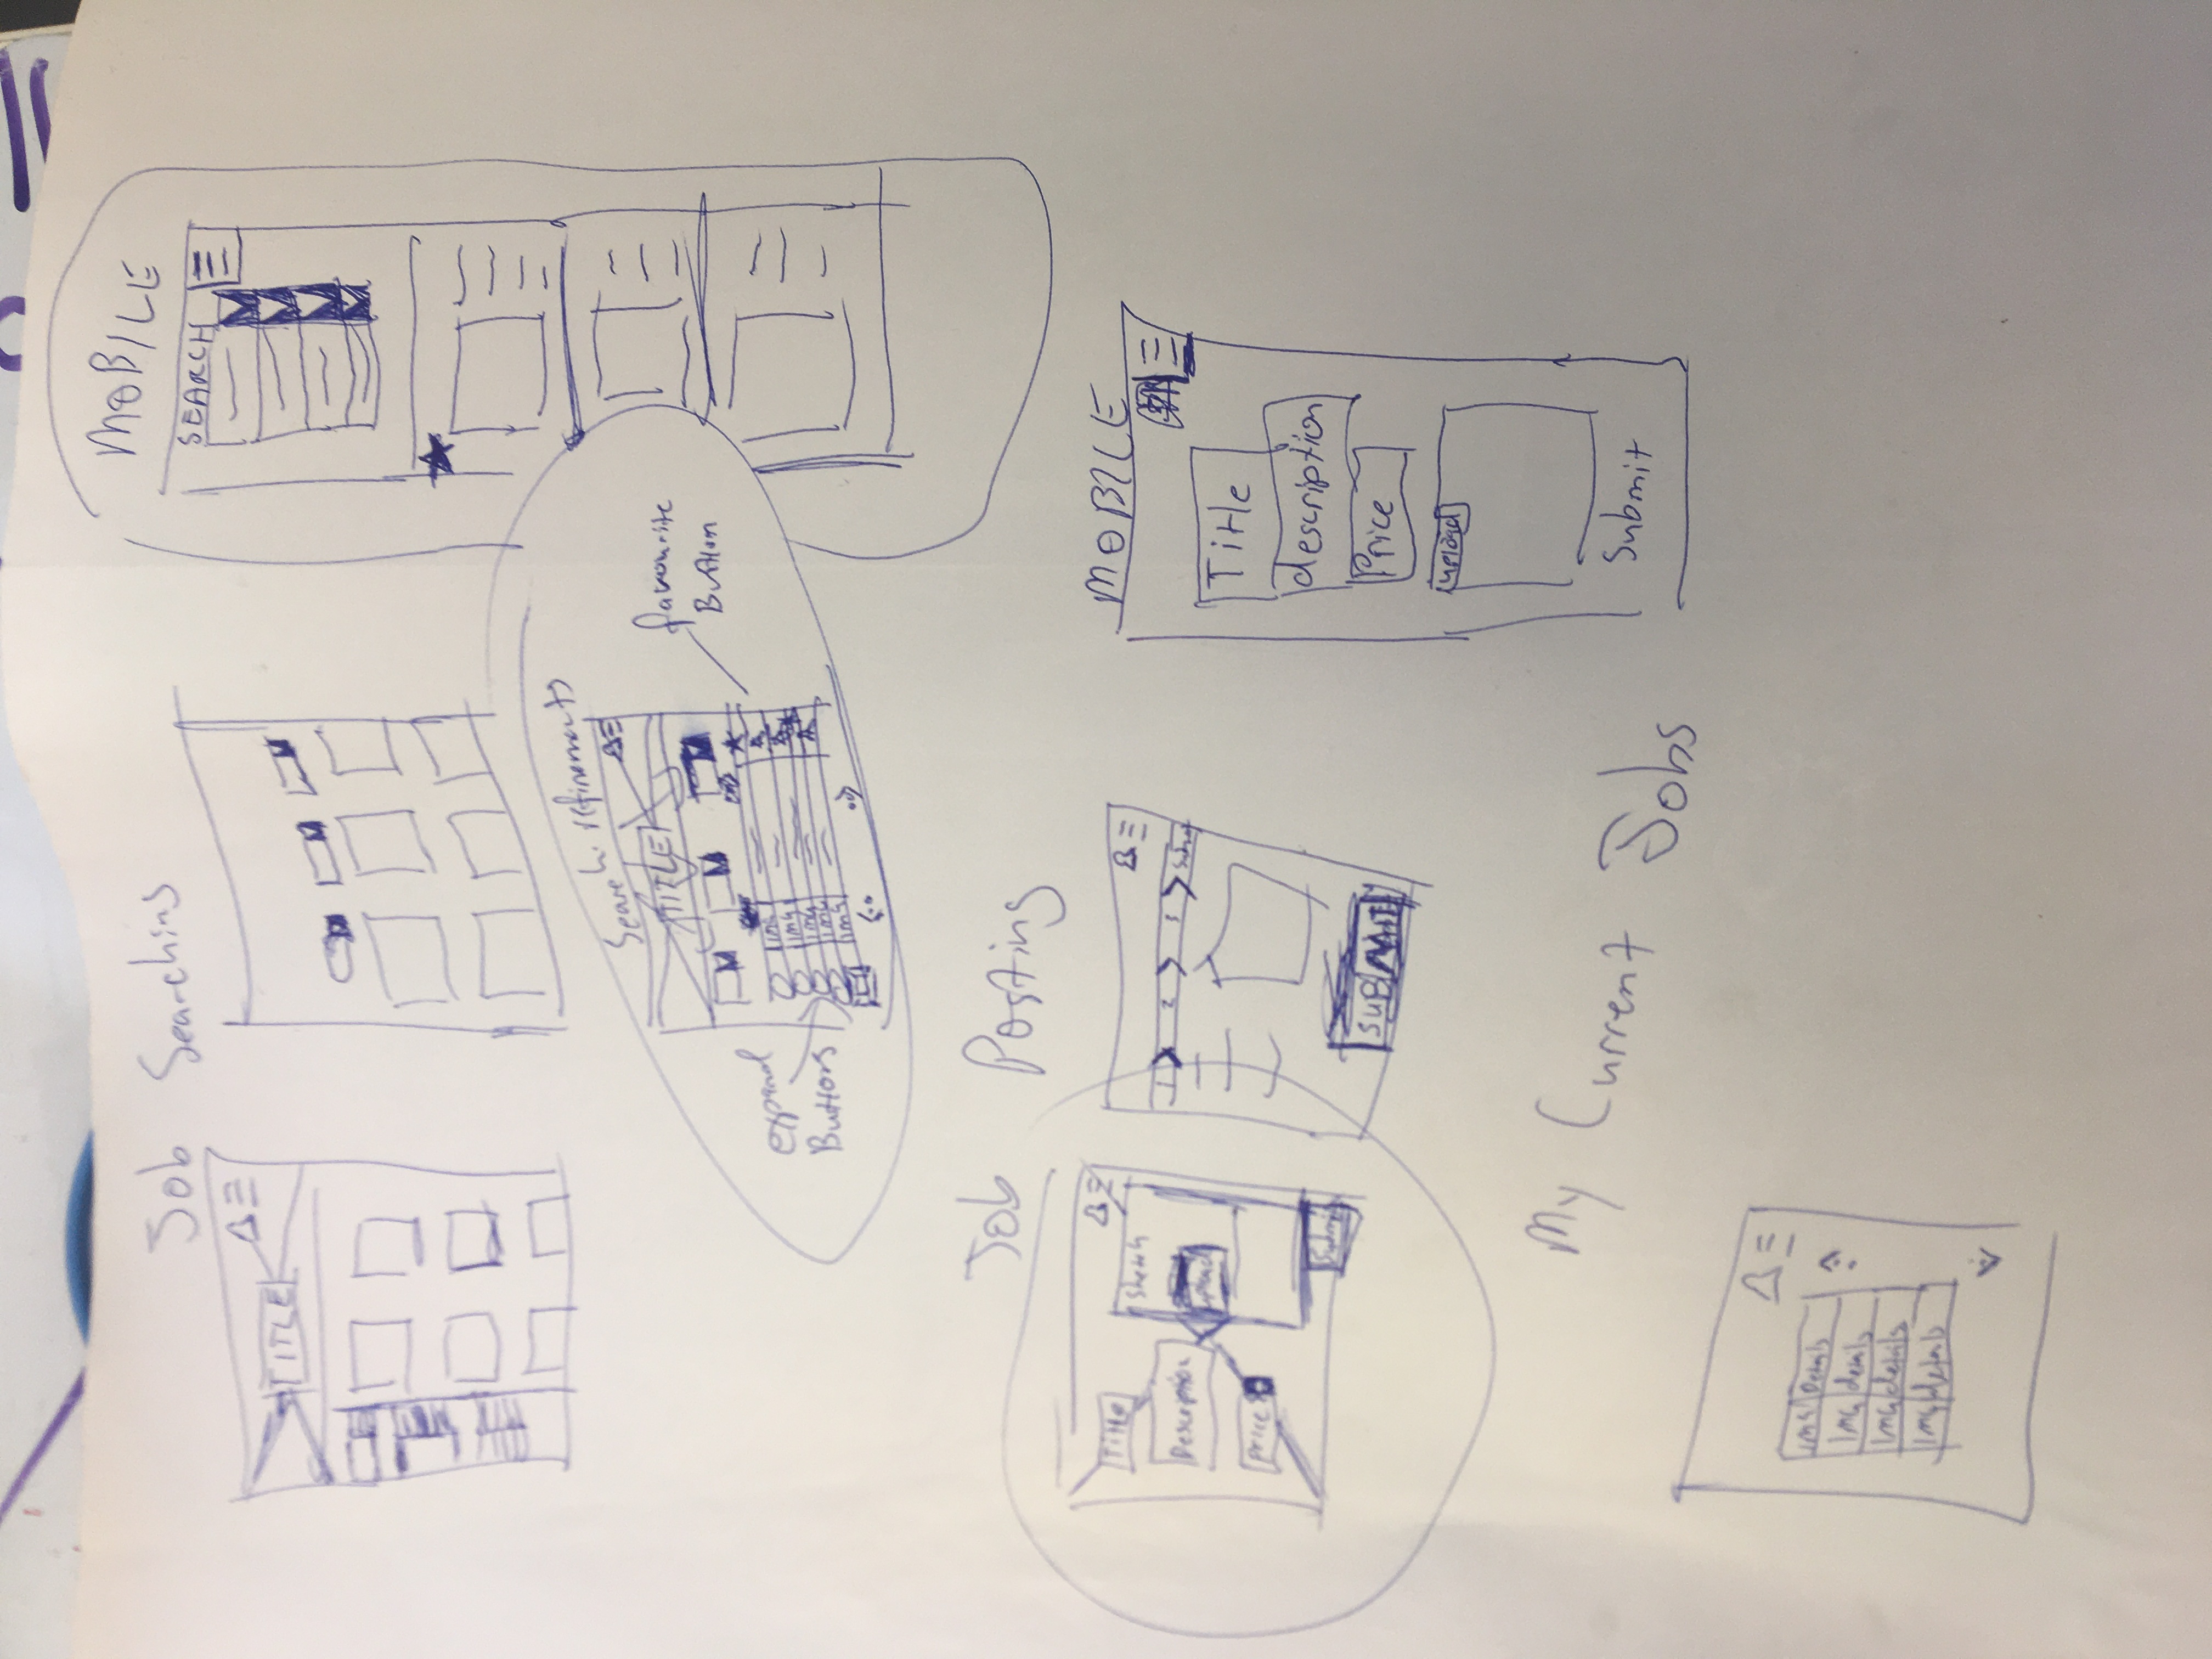 Job Searching
TITLE
MOBILE
SEARCH
Search refinements
TITLE
favourite
Button
expand
Buttons
img
img
img
img
img
Job Posting
Title
Description
price
Sketch
upload
Submit
1 2 3 Submit
SUBMIT
MOBILE
Title
description
Price
upload
Submit
My Current Jobs
img Details
Img details
Img details
Img details